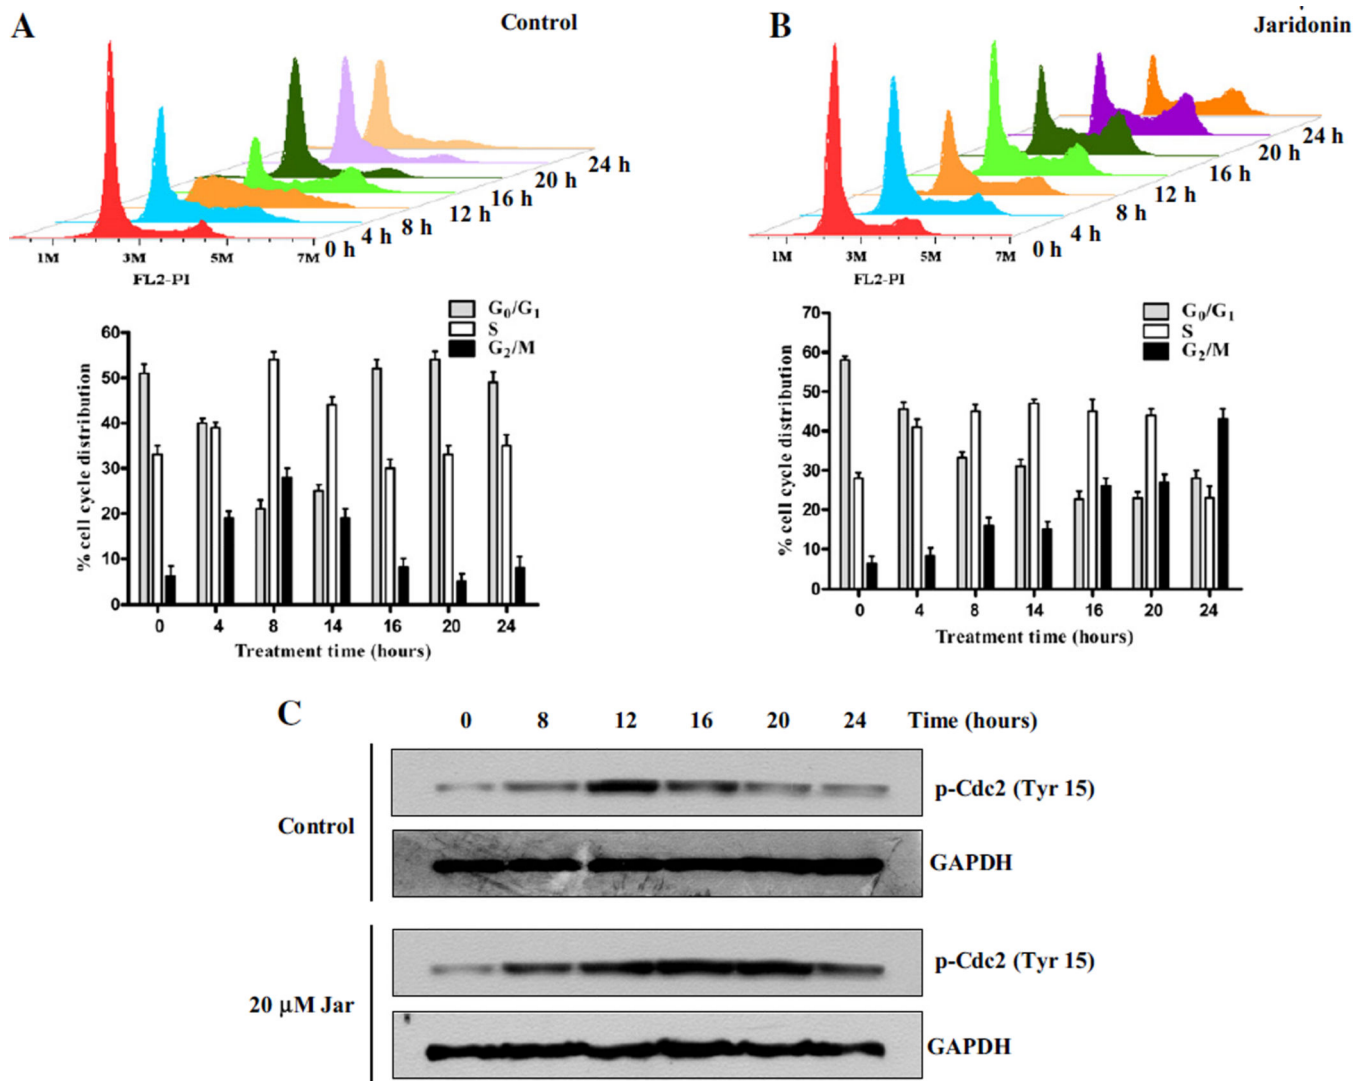 A
Control
0 h
4 h
8 h
12 h
16 h
20 h
24 h
1M 3M 5M 7M
FL2-PI
G₀/G₁
S
G₂/M
% cell cycle distribution
60
50
40
30
20
10
0
0 4 8 14 16 20 24
Treatment time (hours)
B
Jaridonin
0 h
4 h
8 h
12 h
16 h
20 h
24 h
1M 3M 5M 7M
FL2-PI
G₀/G₁
S
G₂/M
% cell cycle distribution
70
60
50
40
30
20
10
0
0 4 8 14 16 20 24
Treatment time (hours)
C
0 8 12 16 20 24 Time (hours)
Control
p-Cdc2 (Tyr 15)
GAPDH
20 μM Jar
p-Cdc2 (Tyr 15)
GAPDH